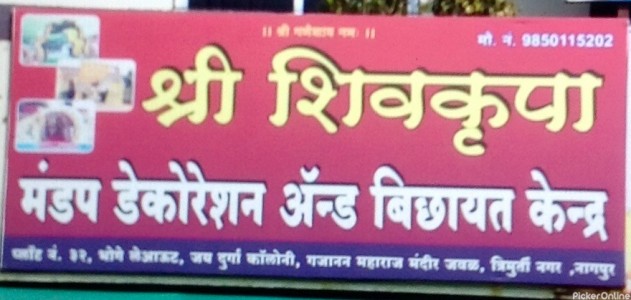 ॥ श्री गणेशाय नमः ॥
मो. नं. 9850115202
श्री शिवकृपा
मंडप डेकोरेशन ॲन्ड बिछायत केन्द्र
प्लॉट नं. ३२, भोगे लेआऊट, जय दुर्गा कॉलोनी, गजानन महाराज मंदीर जवळ, त्रिमुर्ती नगर ,नागपुर
PickerOnline